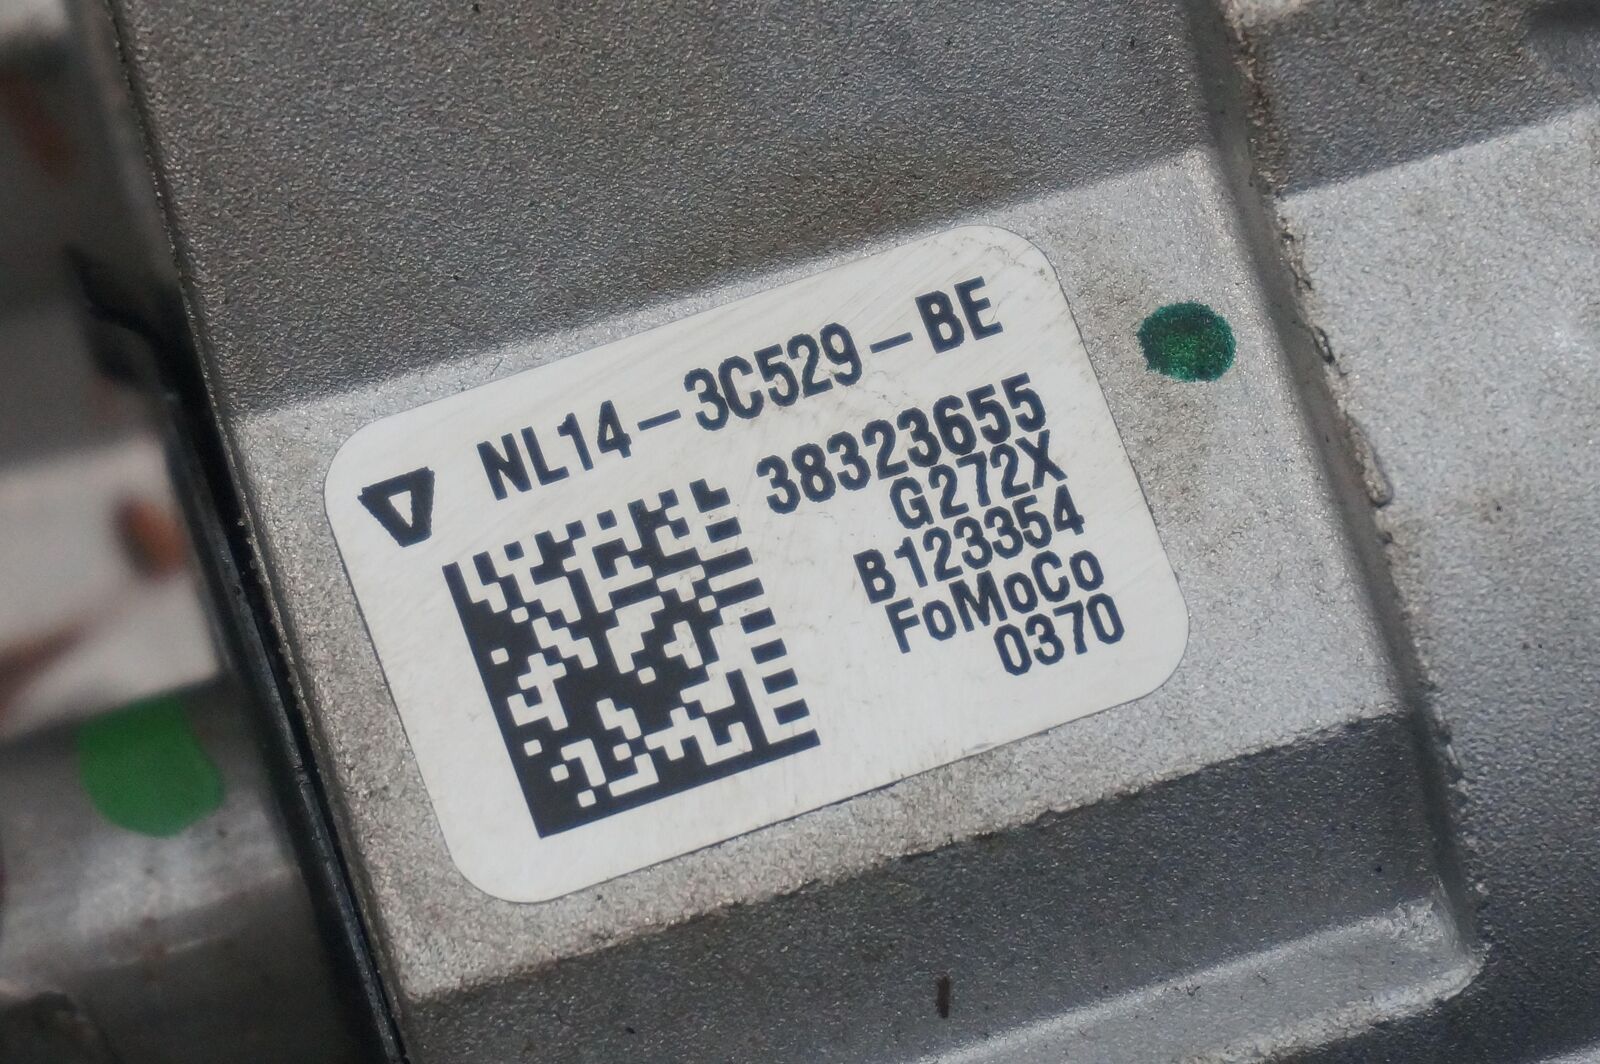 NL14-3C529-BE
38323655
G272X
B123354
FoMoCo
0370